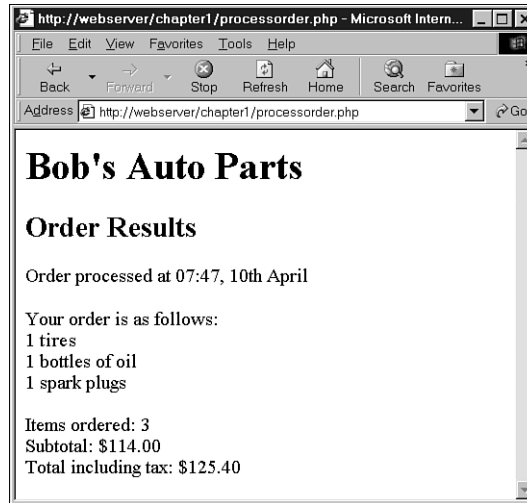 http://webserver/chapter1/processorder.php - Microsoft Intern...
File Edit View Favorites Tools Help
Back Forward Stop Refresh Home Search Favorites
Address http://webserver/chapter1/processorder.php Go
Bob's Auto Parts
Order Results
Order processed at 07:47, 10th April
Your order is as follows:
1 tires
1 bottles of oil
1 spark plugs
Items ordered: 3
Subtotal: $114.00
Total including tax: $125.40